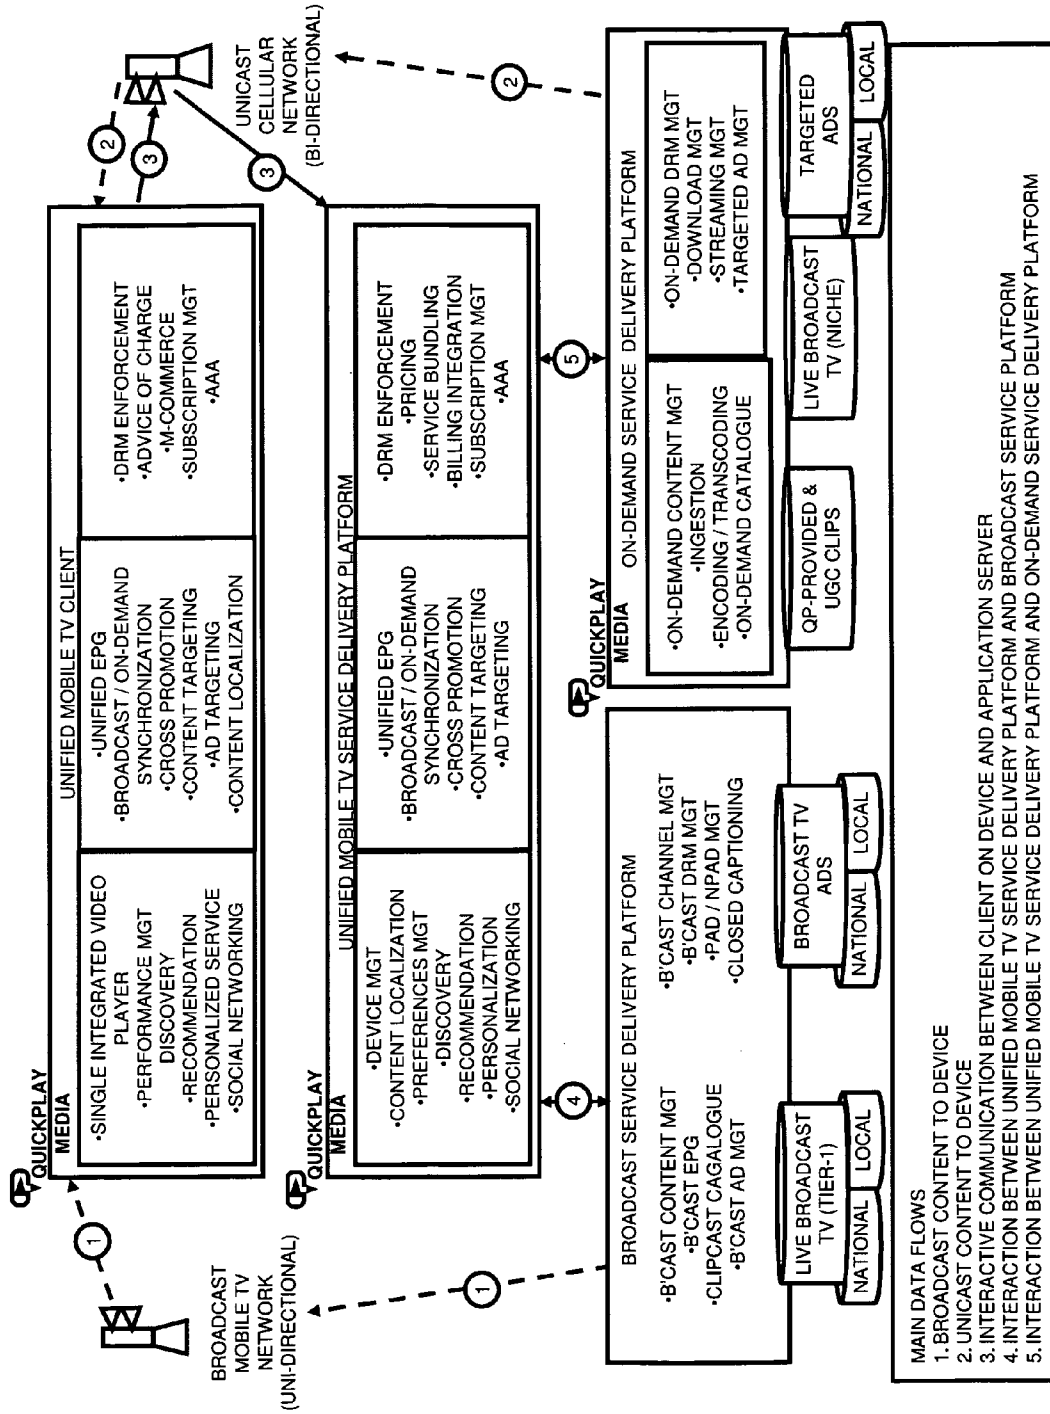 QUICKPLAY
MEDIA
UNIFIED MOBILE TV CLIENT
•SINGLE INTEGRATED VIDEO
PLAYER
•PERFORMANCE MGT
DISCOVERY
•RECOMMENDATION
•PERSONALIZED SERVICE
•SOCIAL NETWORKING
•UNIFIED EPG
•BROADCAST / ON-DEMAND
SYNCHRONIZATION
•CROSS PROMOTION
•CONTENT TARGETING
•AD TARGETING
•CONTENT LOCALIZATION
•DRM ENFORCEMENT
•ADVICE OF CHARGE
•M-COMMERCE
•SUBSCRIPTION MGT
•AAA
1
BROADCAST
MOBILE TV
NETWORK
(UNI-DIRECTIONAL)
1
2
3
UNICAST
CELLULAR
NETWORK
(BI-DIRECTIONAL)
3
2
QUICKPLAY
MEDIA
UNIFIED MOBILE TV SERVICE DELIVERY PLATFORM
•DEVICE MGT
•CONTENT LOCALIZATION
•PREFERENCES MGT
•DISCOVERY
•RECOMMENDATION
•PERSONALIZATION
•SOCIAL NETWORKING
•UNIFIED EPG
•BROADCAST / ON-DEMAND
SYNCHRONIZATION
•CROSS PROMOTION
•CONTENT TARGETING
•AD TARGETING
•DRM ENFORCEMENT
•PRICING
•SERVICE BUNDLING
•BILLING INTEGRATION
•SUBSCRIPTION MGT
•AAA
4
5
BROADCAST SERVICE DELIVERY PLATFORM
•B'CAST CONTENT MGT
•B'CAST EPG
•CLIPCAST CAGALOGUE
•B'CAST AD MGT
•B'CAST CHANNEL MGT
•B'CAST DRM MGT
•PAD / NPAD MGT
•CLOSED CAPTIONING
LIVE BROADCAST
TV (TIER-1)
NATIONAL
LOCAL
BROADCAST TV
ADS
NATIONAL
LOCAL
QUICKPLAY
MEDIA
ON-DEMAND SERVICE DELIVERY PLATFORM
•ON-DEMAND CONTENT MGT
•INGESTION
•ENCODING / TRANSCODING
•ON-DEMAND CATALOGUE
•ON-DEMAND DRM MGT
•DOWNLOAD MGT
•STREAMING MGT
•TARGETED AD MGT
QP-PROVIDED &
UGC CLIPS
LIVE BROADCAST
TV (NICHE)
TARGETED
ADS
NATIONAL
LOCAL
MAIN DATA FLOWS
1. BROADCAST CONTENT TO DEVICE
2. UNICAST CONTENT TO DEVICE
3. INTERACTIVE COMMUNICATION BETWEEN CLIENT ON DEVICE AND APPLICATION SERVER
4. INTERACTION BETWEEN UNIFIED MOBILE TV SERVICE DELIVERY PLATFORM AND BROADCAST SERVICE PLATFORM
5. INTERACTION BETWEEN UNIFIED MOBILE TV SERVICE DELIVERY PLATFORM AND ON-DEMAND SERVICE DELIVERY PLATFORM